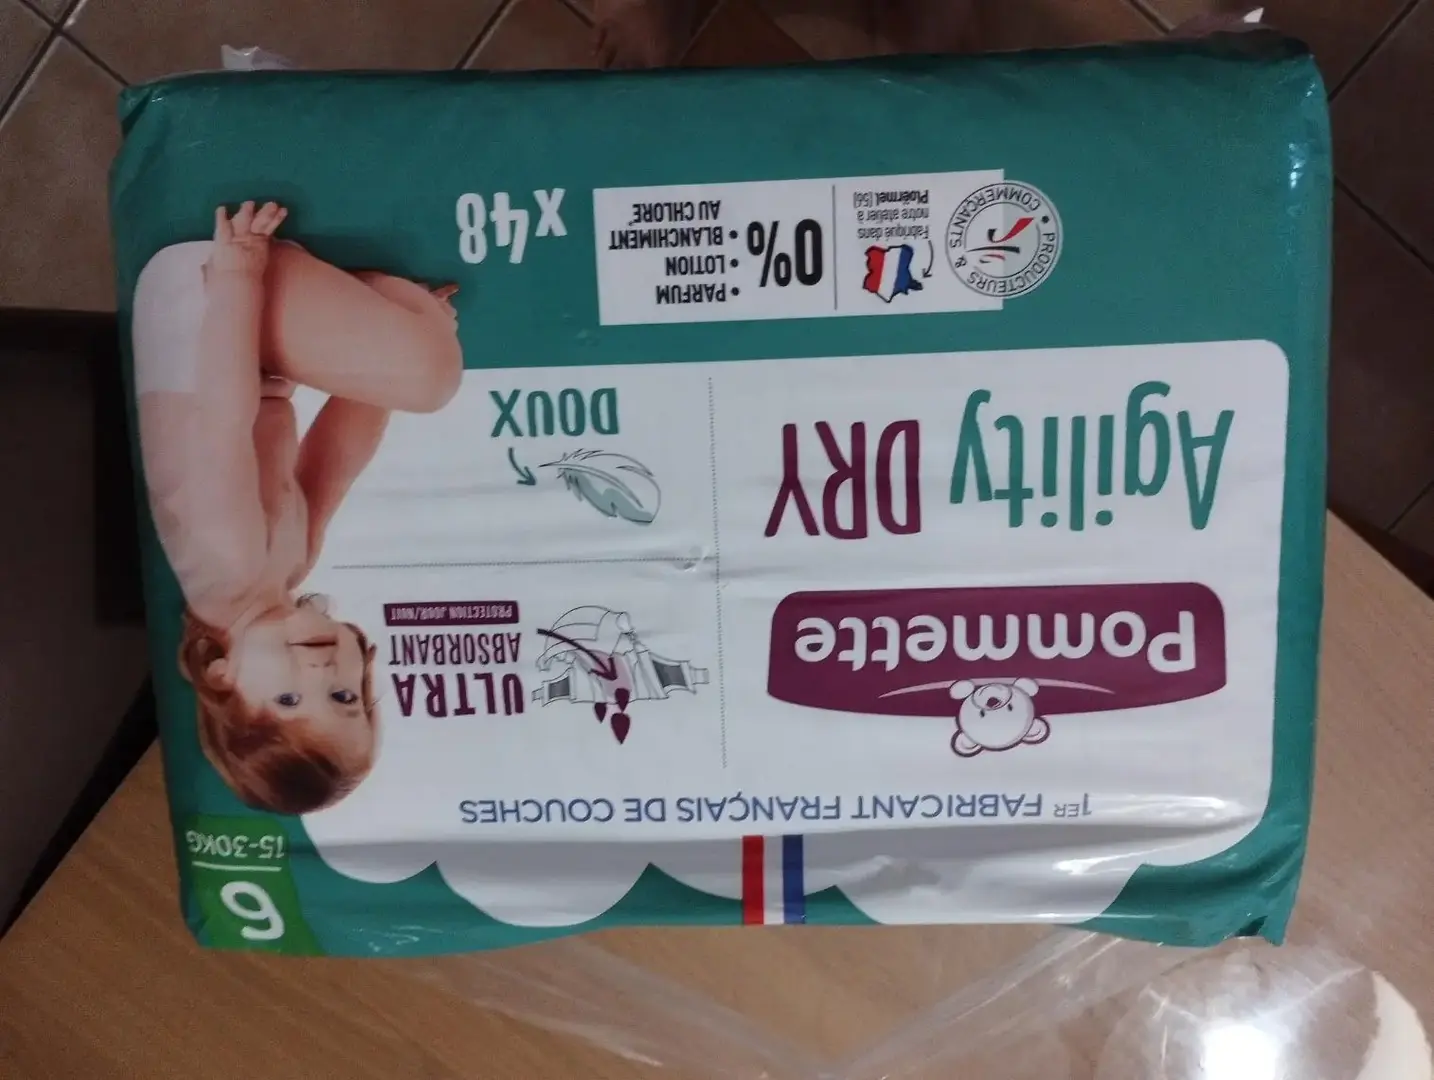 1ER FABRICANT FRANÇAIS DE COUCHES
6
15-30KG
Pommette
Agility DRY
ULTRA
ABSORBANT
PROTECTION JOUR/NUIT
DOUX
PRODUCTEURS & COMMERÇANTS
Fabriqué dans
notre atelier à
Ploërmel (56)
0%
• PARFUM
• LOTION
• BLANCHIMENT
AU CHLORE*
x48